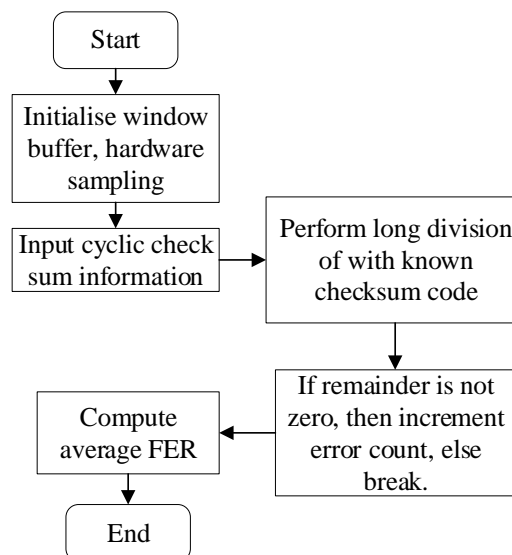 Start
Initialise window
buffer, hardware
sampling
Input cyclic check
sum information
Perform long division
of with known
checksum code
If remainder is not
zero, then increment
error count, else
break.
Compute
average FER
End